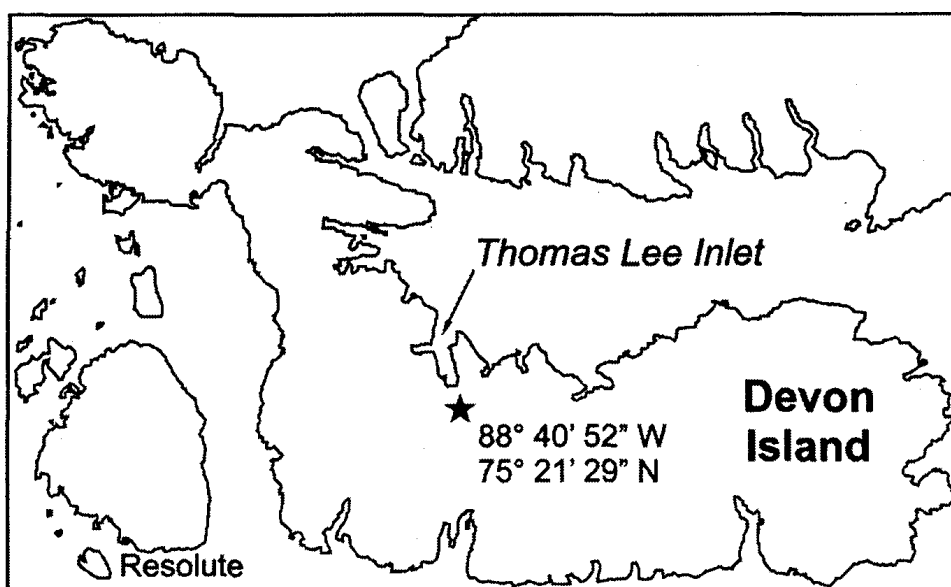 Thomas Lee Inlet
Devon
Island
88° 40’ 52” W
75° 21’ 29” N
Resolute